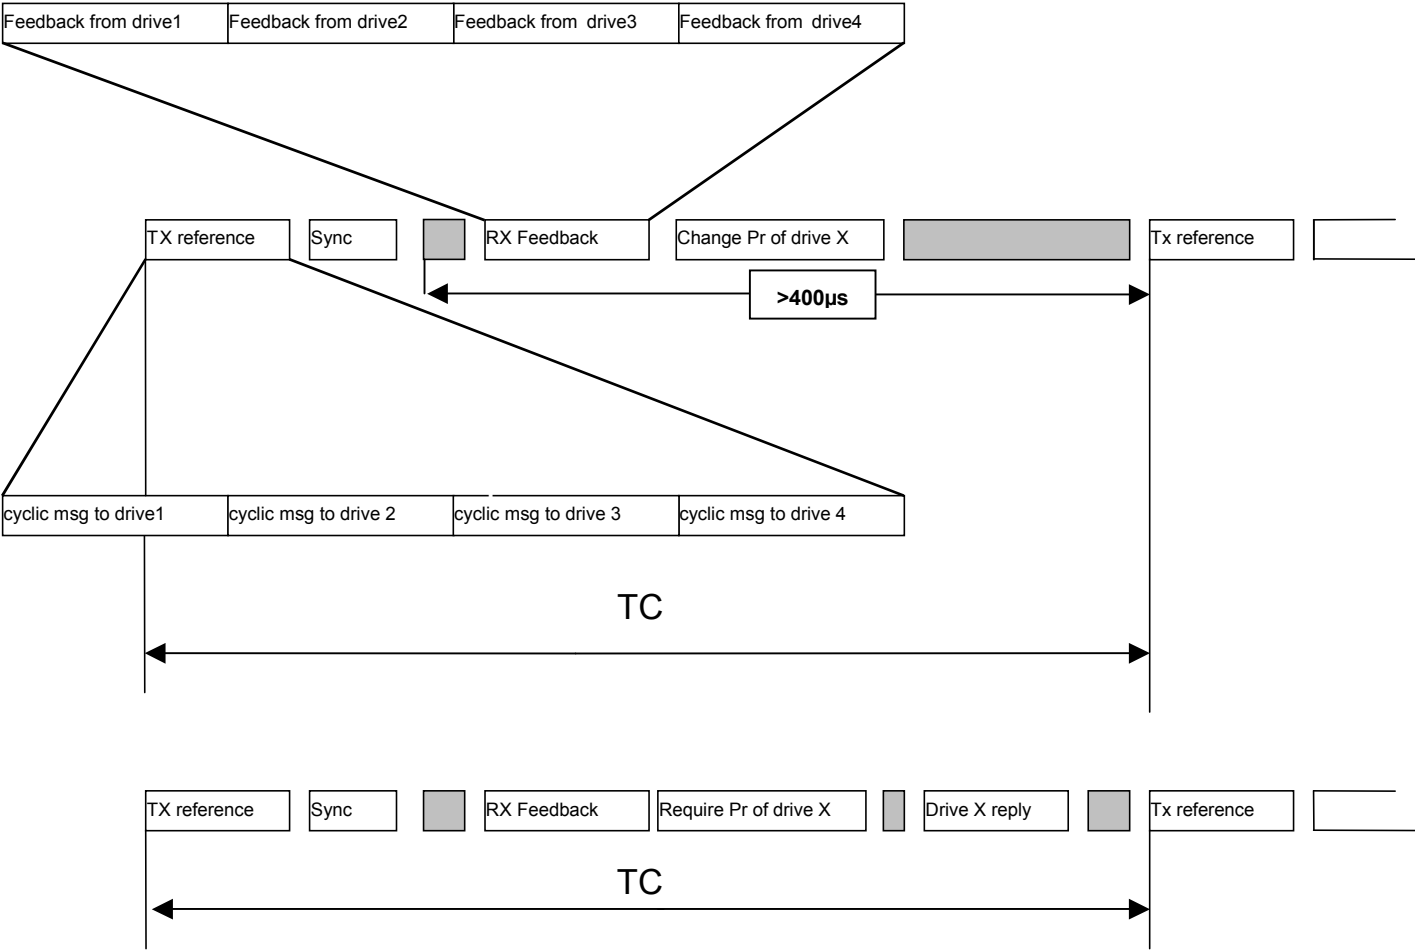 Feedback from drive1 Feedback from drive2 Feedback from  drive3 Feedback from  drive4
TX reference Sync RX Feedback Change Pr of drive X Tx reference
>400µs
cyclic msg to drive1 cyclic msg to drive 2 cyclic msg to drive 3 cyclic msg to drive 4
TC
TX reference Sync RX Feedback Require Pr of drive X Drive X reply Tx reference
TC